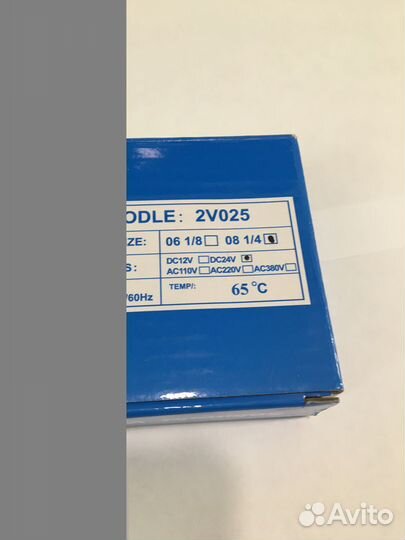 ODLE: 2V025
ZE: 06 1/8 08 1/4
S: DC12V DC24V
AC110V AC220V AC380V
/60Hz TEMP/: 65°C
Avito